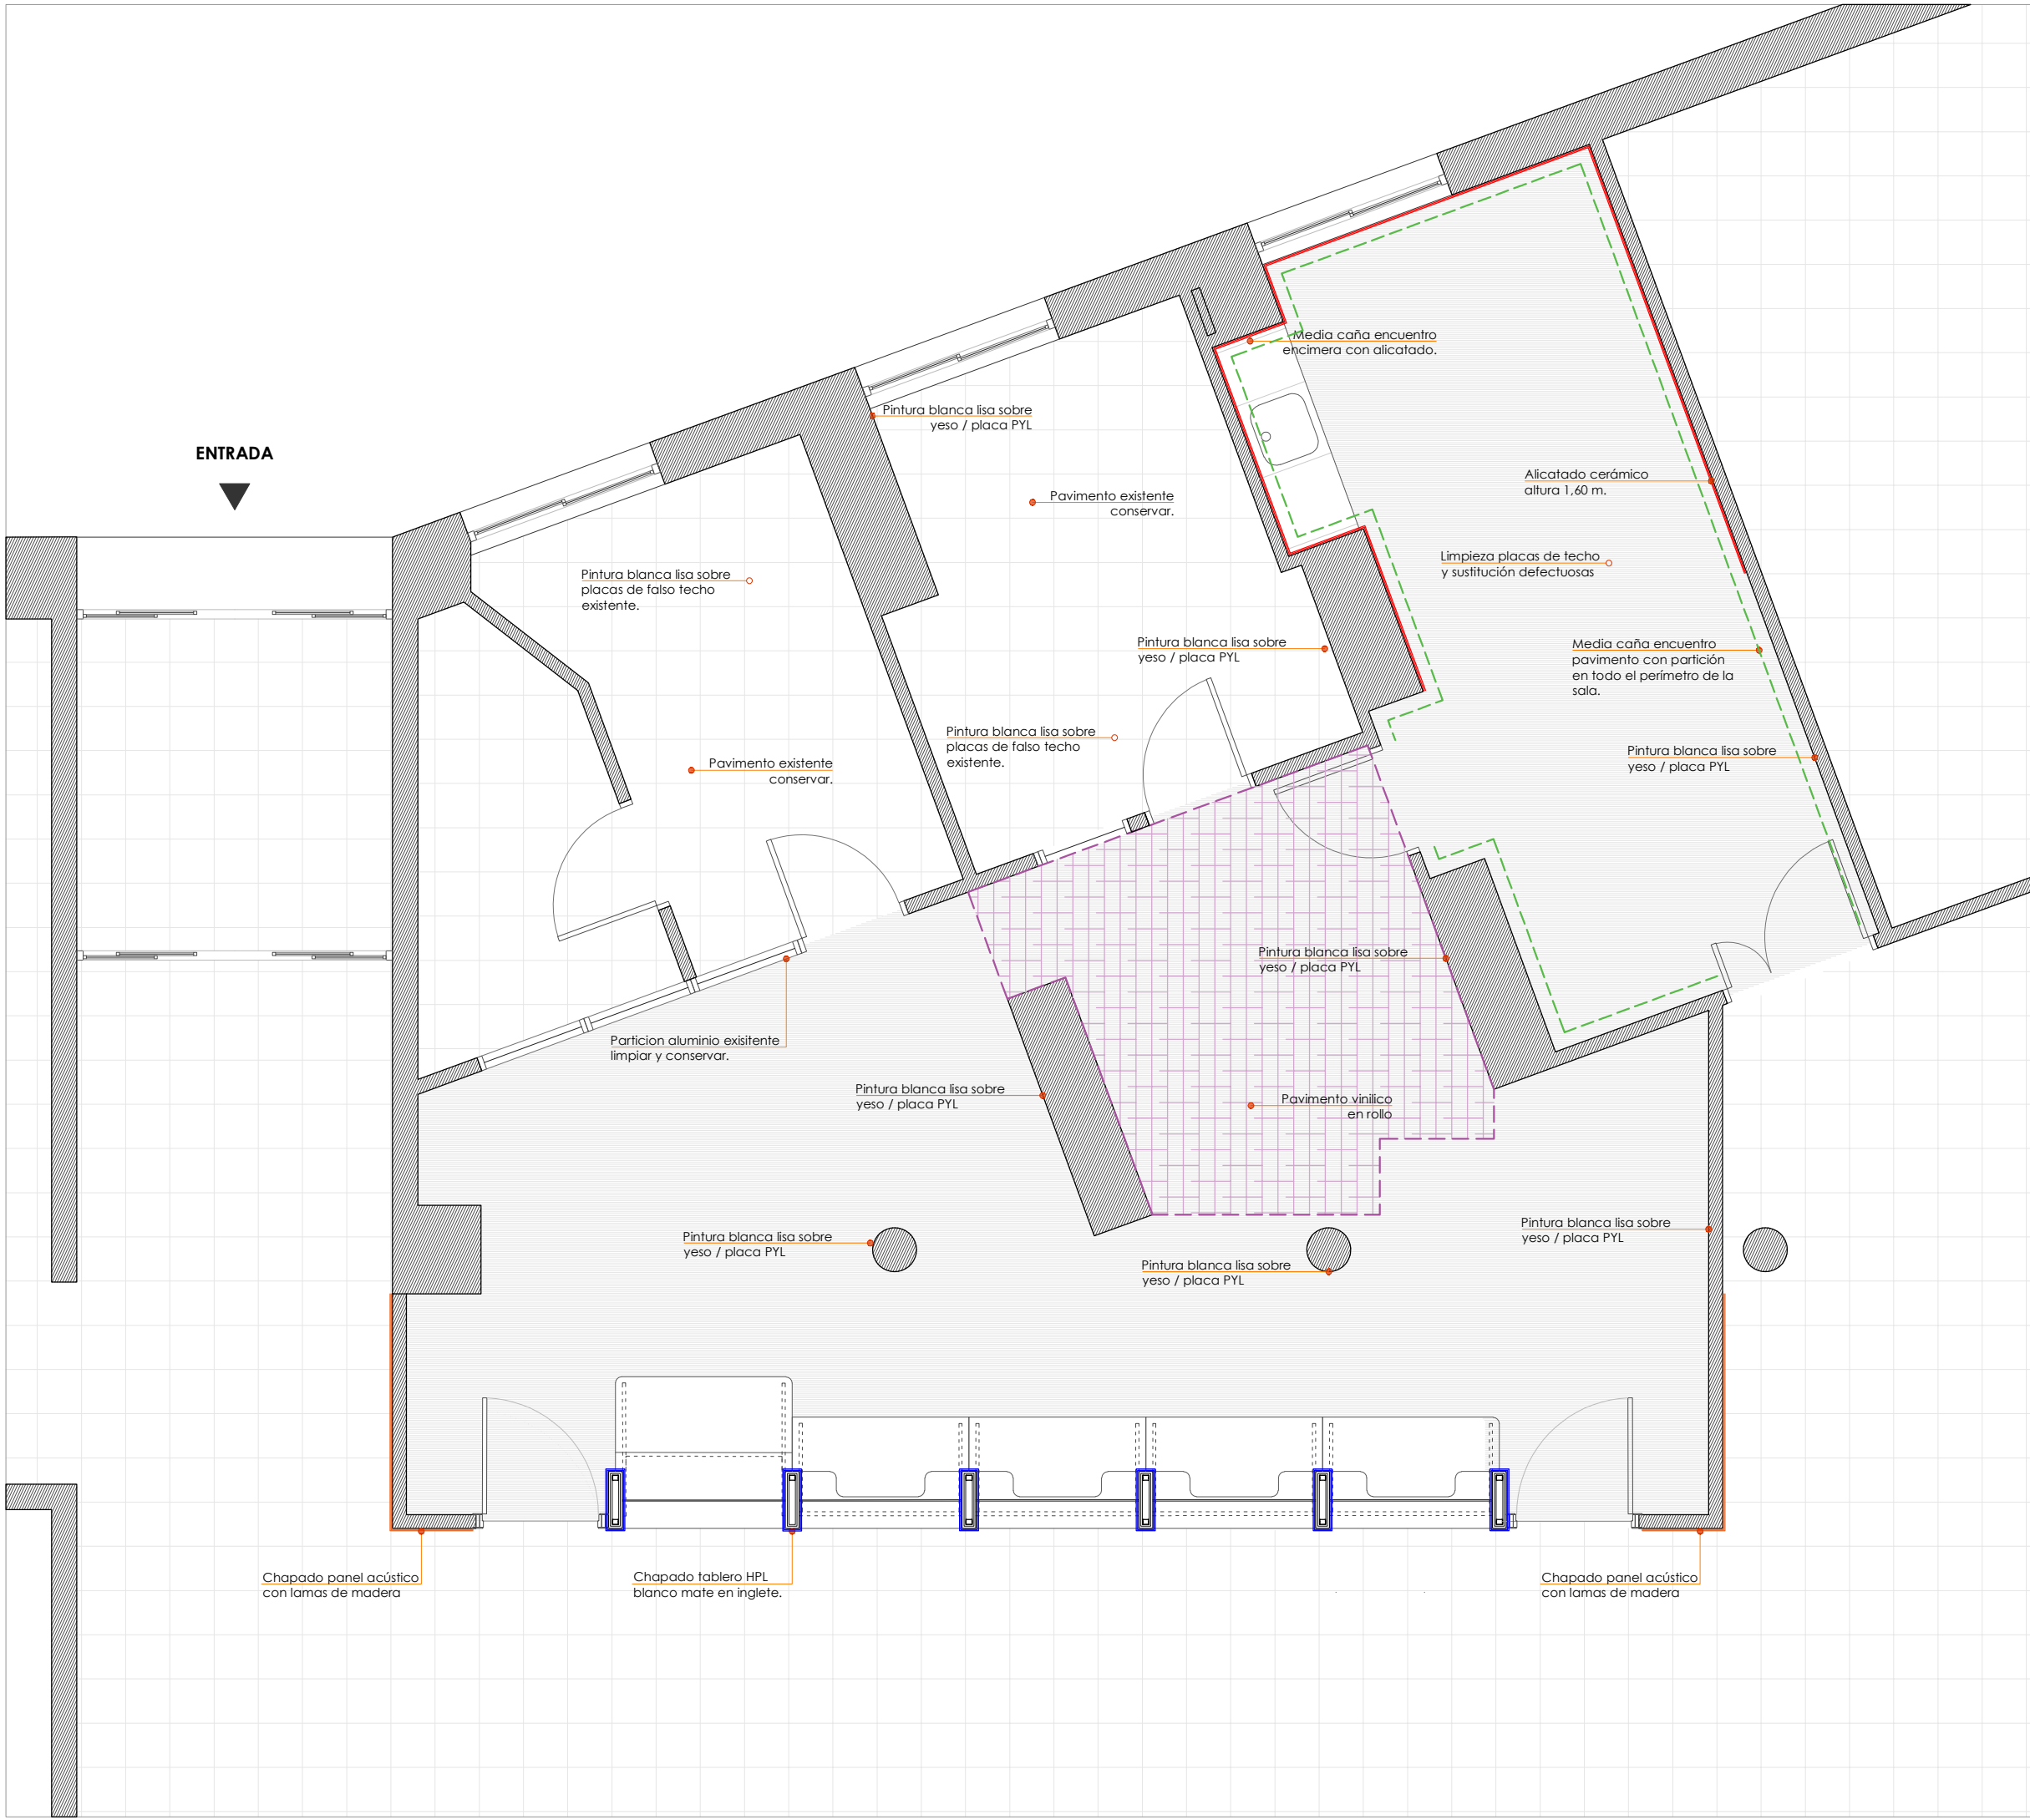 Media caña encuentro
encimera con alicatado.
Pintura blanca lisa sobre
yeso / placa PYL
ENTRADA
Alicatado cerámico
altura 1,60 m.
Pavimento existente
conservar.
Limpieza placas de techo
y sustitución defectuosas
Pintura blanca lisa sobre
placas de falso techo
existente.
Pintura blanca lisa sobre
yeso / placa PYL
Media caña encuentro
pavimento con partición
en todo el perímetro de la
sala.
Pintura blanca lisa sobre
placas de falso techo
existente.
Pintura blanca lisa sobre
yeso / placa PYL
Pavimento existente
conservar.
Pintura blanca lisa sobre
yeso / placa PYL
Particion aluminio exisitente
limpiar y conservar.
Pintura blanca lisa sobre
yeso / placa PYL
Pavimento vinilico
en rollo
Pintura blanca lisa sobre
yeso / placa PYL
Pintura blanca lisa sobre
yeso / placa PYL
Pintura blanca lisa sobre
yeso / placa PYL
Chapado panel acústico
con lamas de madera
Chapado tablero HPL
blanco mate en inglete.
Chapado panel acústico
con lamas de madera